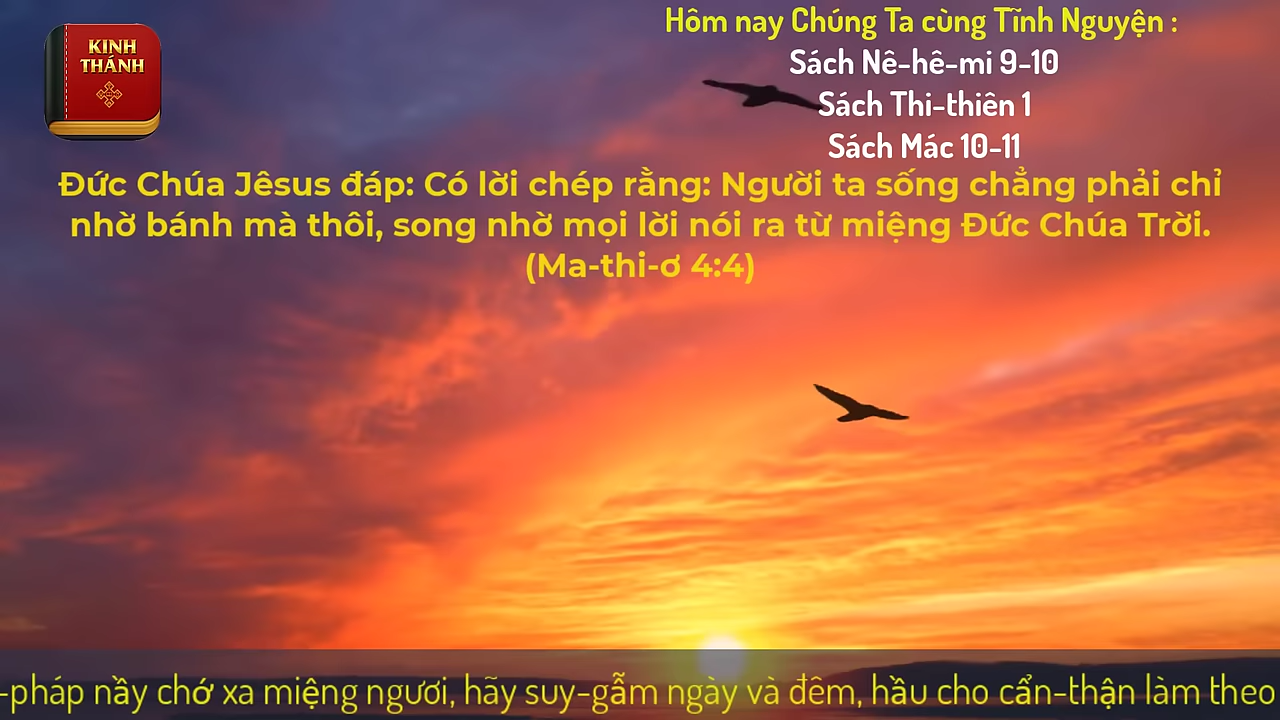 KINH
THÁNH
Hôm nay Chúng Ta cùng Tĩnh Nguyện :
Sách Nê-hê-mi 9-10
Sách Thi-thiên 1
Sách Mác 10-11
Đức Chúa Jêsus đáp: Có lời chép rằng: Người ta sống chẳng phải chỉ
nhờ bánh mà thôi, song nhờ mọi lời nói ra từ miệng Đức Chúa Trời.
(Ma-thi-ơ 4:4)
-pháp nầy chớ xa miệng ngươi, hãy suy-gẫm ngày và đêm, hầu cho cẩn-thận làm theo